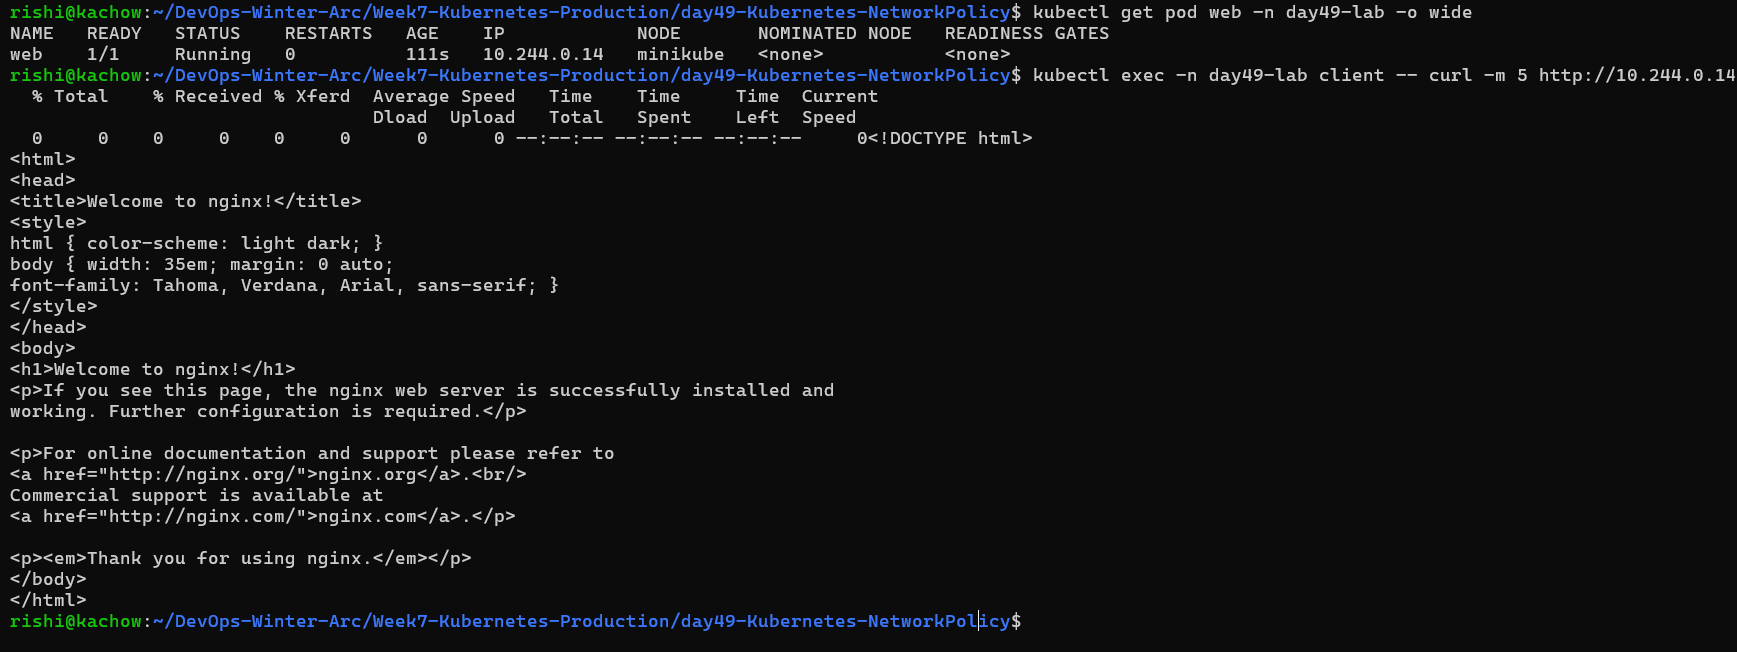 rishi@kachow:~/DevOps-Winter-Arc/Week7-Kubernetes-Production/day49-Kubernetes-NetworkPolicy$ kubectl get pod web -n day49-lab -o wide
NAME   READY   STATUS    RESTARTS   AGE    IP            NODE       NOMINATED NODE   READINESS GATES
web    1/1     Running   0          111s   10.244.0.14   minikube   <none>           <none>
rishi@kachow:~/DevOps-Winter-Arc/Week7-Kubernetes-Production/day49-Kubernetes-NetworkPolicy$ kubectl exec -n day49-lab client -- curl -m 5 http://10.244.0.14
  % Total    % Received % Xferd  Average Speed   Time    Time     Time  Current
                                 Dload  Upload   Total   Spent    Left  Speed
  0     0    0     0    0     0      0      0 --:--:-- --:--:-- --:--:--     0<!DOCTYPE html>
<html>
<head>
<title>Welcome to nginx!</title>
<style>
html { color-scheme: light dark; }
body { width: 35em; margin: 0 auto;
font-family: Tahoma, Verdana, Arial, sans-serif; }
</style>
</head>
<body>
<h1>Welcome to nginx!</h1>
<p>If you see this page, the nginx web server is successfully installed and
working. Further configuration is required.</p>

<p>For online documentation and support please refer to
<a href="http://nginx.org/">nginx.org</a>.<br/>
Commercial support is available at
<a href="http://nginx.com/">nginx.com</a>.</p>

<p><em>Thank you for using nginx.</em></p>
</body>
</html>
rishi@kachow:~/DevOps-Winter-Arc/Week7-Kubernetes-Production/day49-Kubernetes-NetworkPolicy$